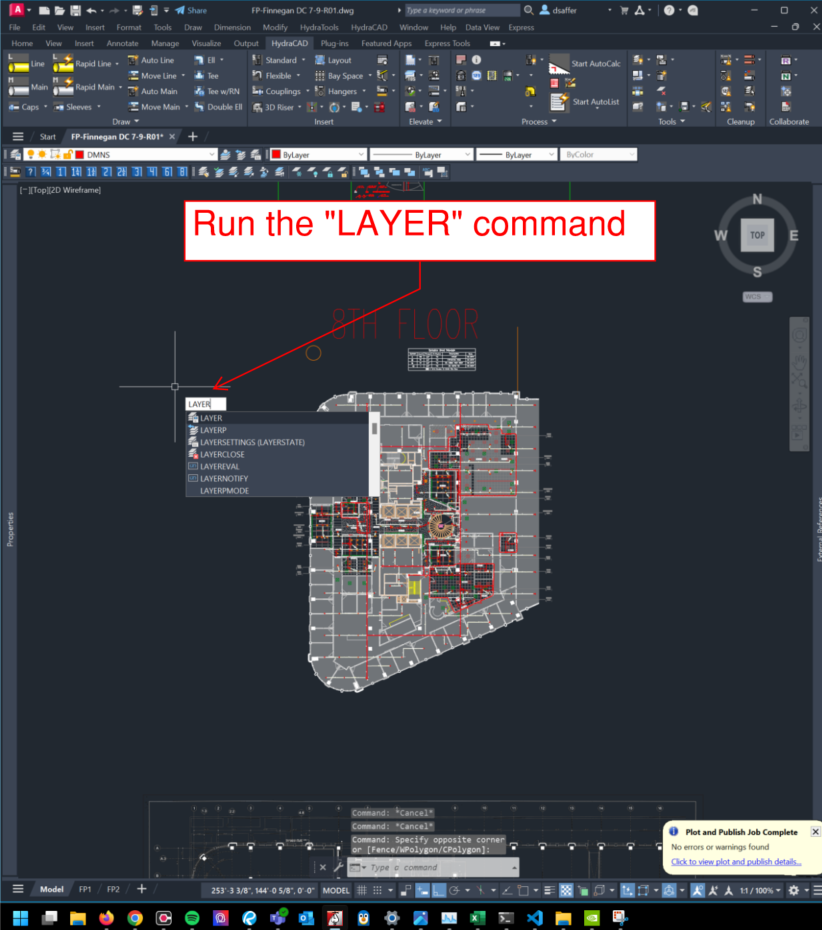 Share
FP-Finnegan DC 7-9-R01.dwg
Type a keyword or phrase
dsaffer
File Edit View Insert Format Tools Draw Dimension Modify HydraTools HydraCAD Window Help Data View Express
Home View Insert Annotate Manage Visualize Output HydraCAD Plug-ins Featured Apps Express Tools
Line Rapid Line Auto Line Ell Standard Layout Start AutoCalc
Move Line Tee Flexible Bay Space
Main Rapid Main Auto Main Tee w/RN Couplings Hangers Start AutoList
Caps Sleeves Move Main Double Ell 3D Riser
Draw Insert Elevate Process Tools Cleanup Collaborate
Start FP-Finnegan DC 7-9-R01*
DMNS ByLayer ByLayer ByLayer ByColor
[−][Top][2D Wireframe]
Run the "LAYER" command
N
W TOP E
S
WCS
8TH FLOOR
LAYER
LAYER
LAYERP
LAYERSETTINGS (LAYERSTATE)
LAYERCLOSE
LAYEREVAL
LAYERNOTIFY
LAYERPMODE
Properties
External References
Command: *Cancel*
Command: *Cancel*
Command: Specify opposite corner
or [Fence/WPolygon/CPolygon]:
Type a command
Plot and Publish Job Complete
No errors or warnings found
Click to view plot and publish details...
Model FP1 FP2 253'-3 3/8", 144'-0 5/8", 0'-0" MODEL 1:1 / 100%